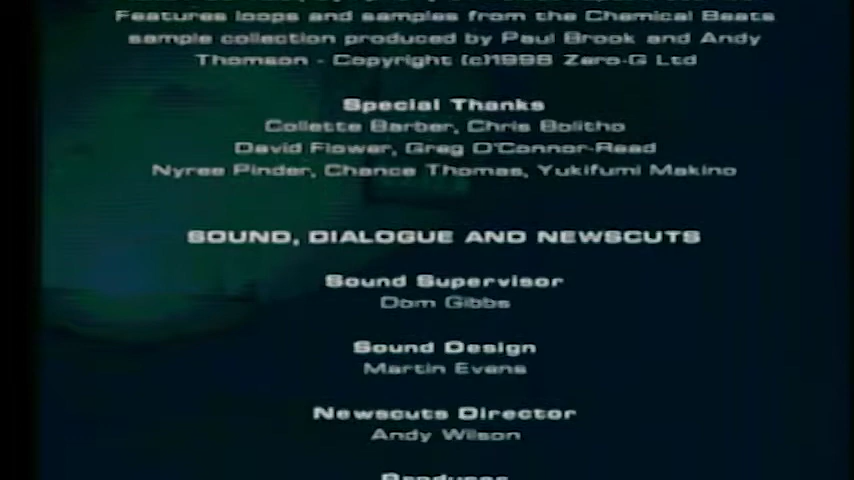 Features loops and samples from the Chemical Beats
sample collection produced by Paul Brook and Andy
Thomson - Copyright (c)1998 Zero-G Ltd
Special Thanks
Collette Barber, Chris Bolitho
David Flower, Greg O'Connor-Read
Nyree Pinder, Chance Thomas, Yukifumi Makino
SOUND, DIALOGUE AND NEWSCUTS
Sound Supervisor
Dom Gibbs
Sound Design
Martin Evans
Newscuts Director
Andy Wilson
Producer